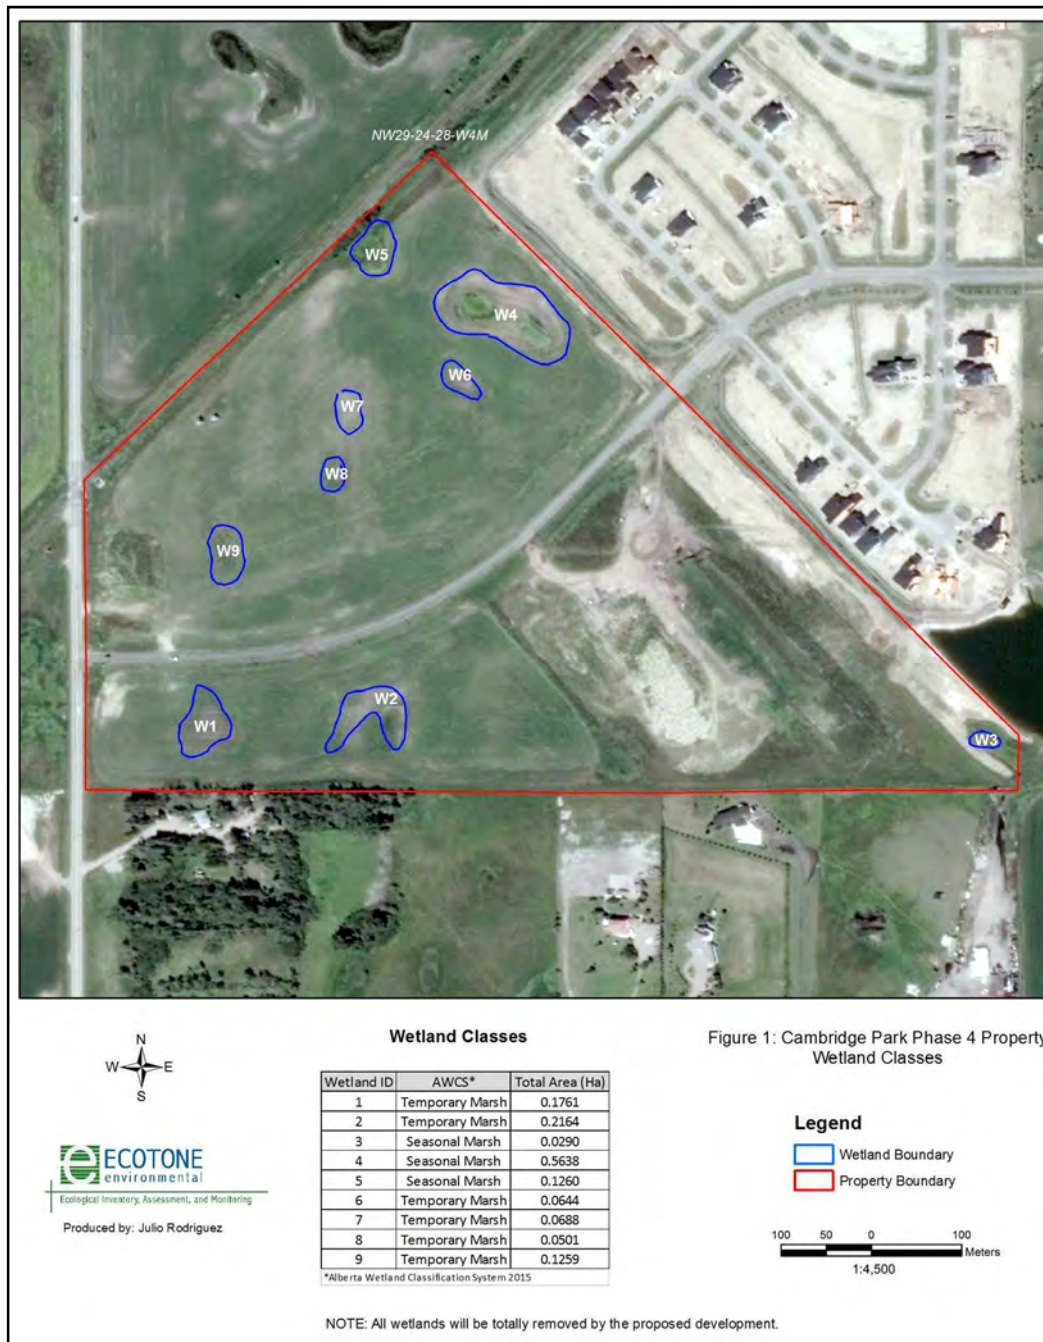 NW29-24-28-W4M
W5
W4
W6
W7
W8
W9
W1
W2
W3
N
W E
S
ECOTONE
environmental
Ecological Inventory, Assessment, and Monitoring
Produced by: Julio Rodriguez
Wetland Classes
Wetland ID AWCS* Total Area (Ha)
1 Temporary Marsh 0.1761
2 Temporary Marsh 0.2164
3 Seasonal Marsh 0.0290
4 Seasonal Marsh 0.5638
5 Seasonal Marsh 0.1260
6 Temporary Marsh 0.0644
7 Temporary Marsh 0.0688
8 Temporary Marsh 0.0501
9 Temporary Marsh 0.1259
*Alberta Wetland Classification System 2015
Figure 1: Cambridge Park Phase 4 Property
Wetland Classes
Legend
Wetland Boundary
Property Boundary
100 50 0 100
Meters
1:4,500
NOTE: All wetlands will be totally removed by the proposed development.